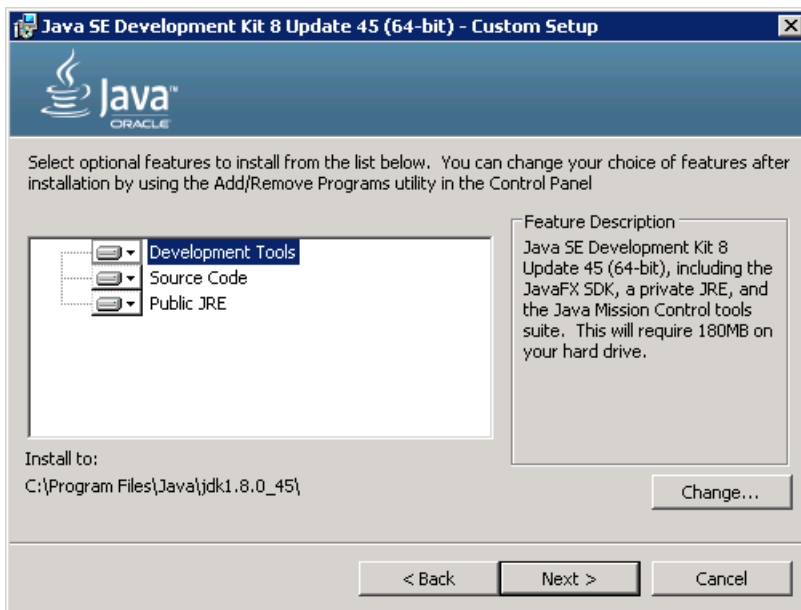 Java SE Development Kit 8 Update 45 (64-bit) - Custom Setup
Java™
ORACLE
Select optional features to install from the list below. You can change your choice of features after
installation by using the Add/Remove Programs utility in the Control Panel
Development Tools
Source Code
Public JRE
Feature Description
Java SE Development Kit 8
Update 45 (64-bit), including the
JavaFX SDK, a private JRE, and
the Java Mission Control tools
suite. This will require 180MB on
your hard drive.
Install to:
C:\Program Files\Java\jdk1.8.0_45\
Change...
< Back
Next >
Cancel